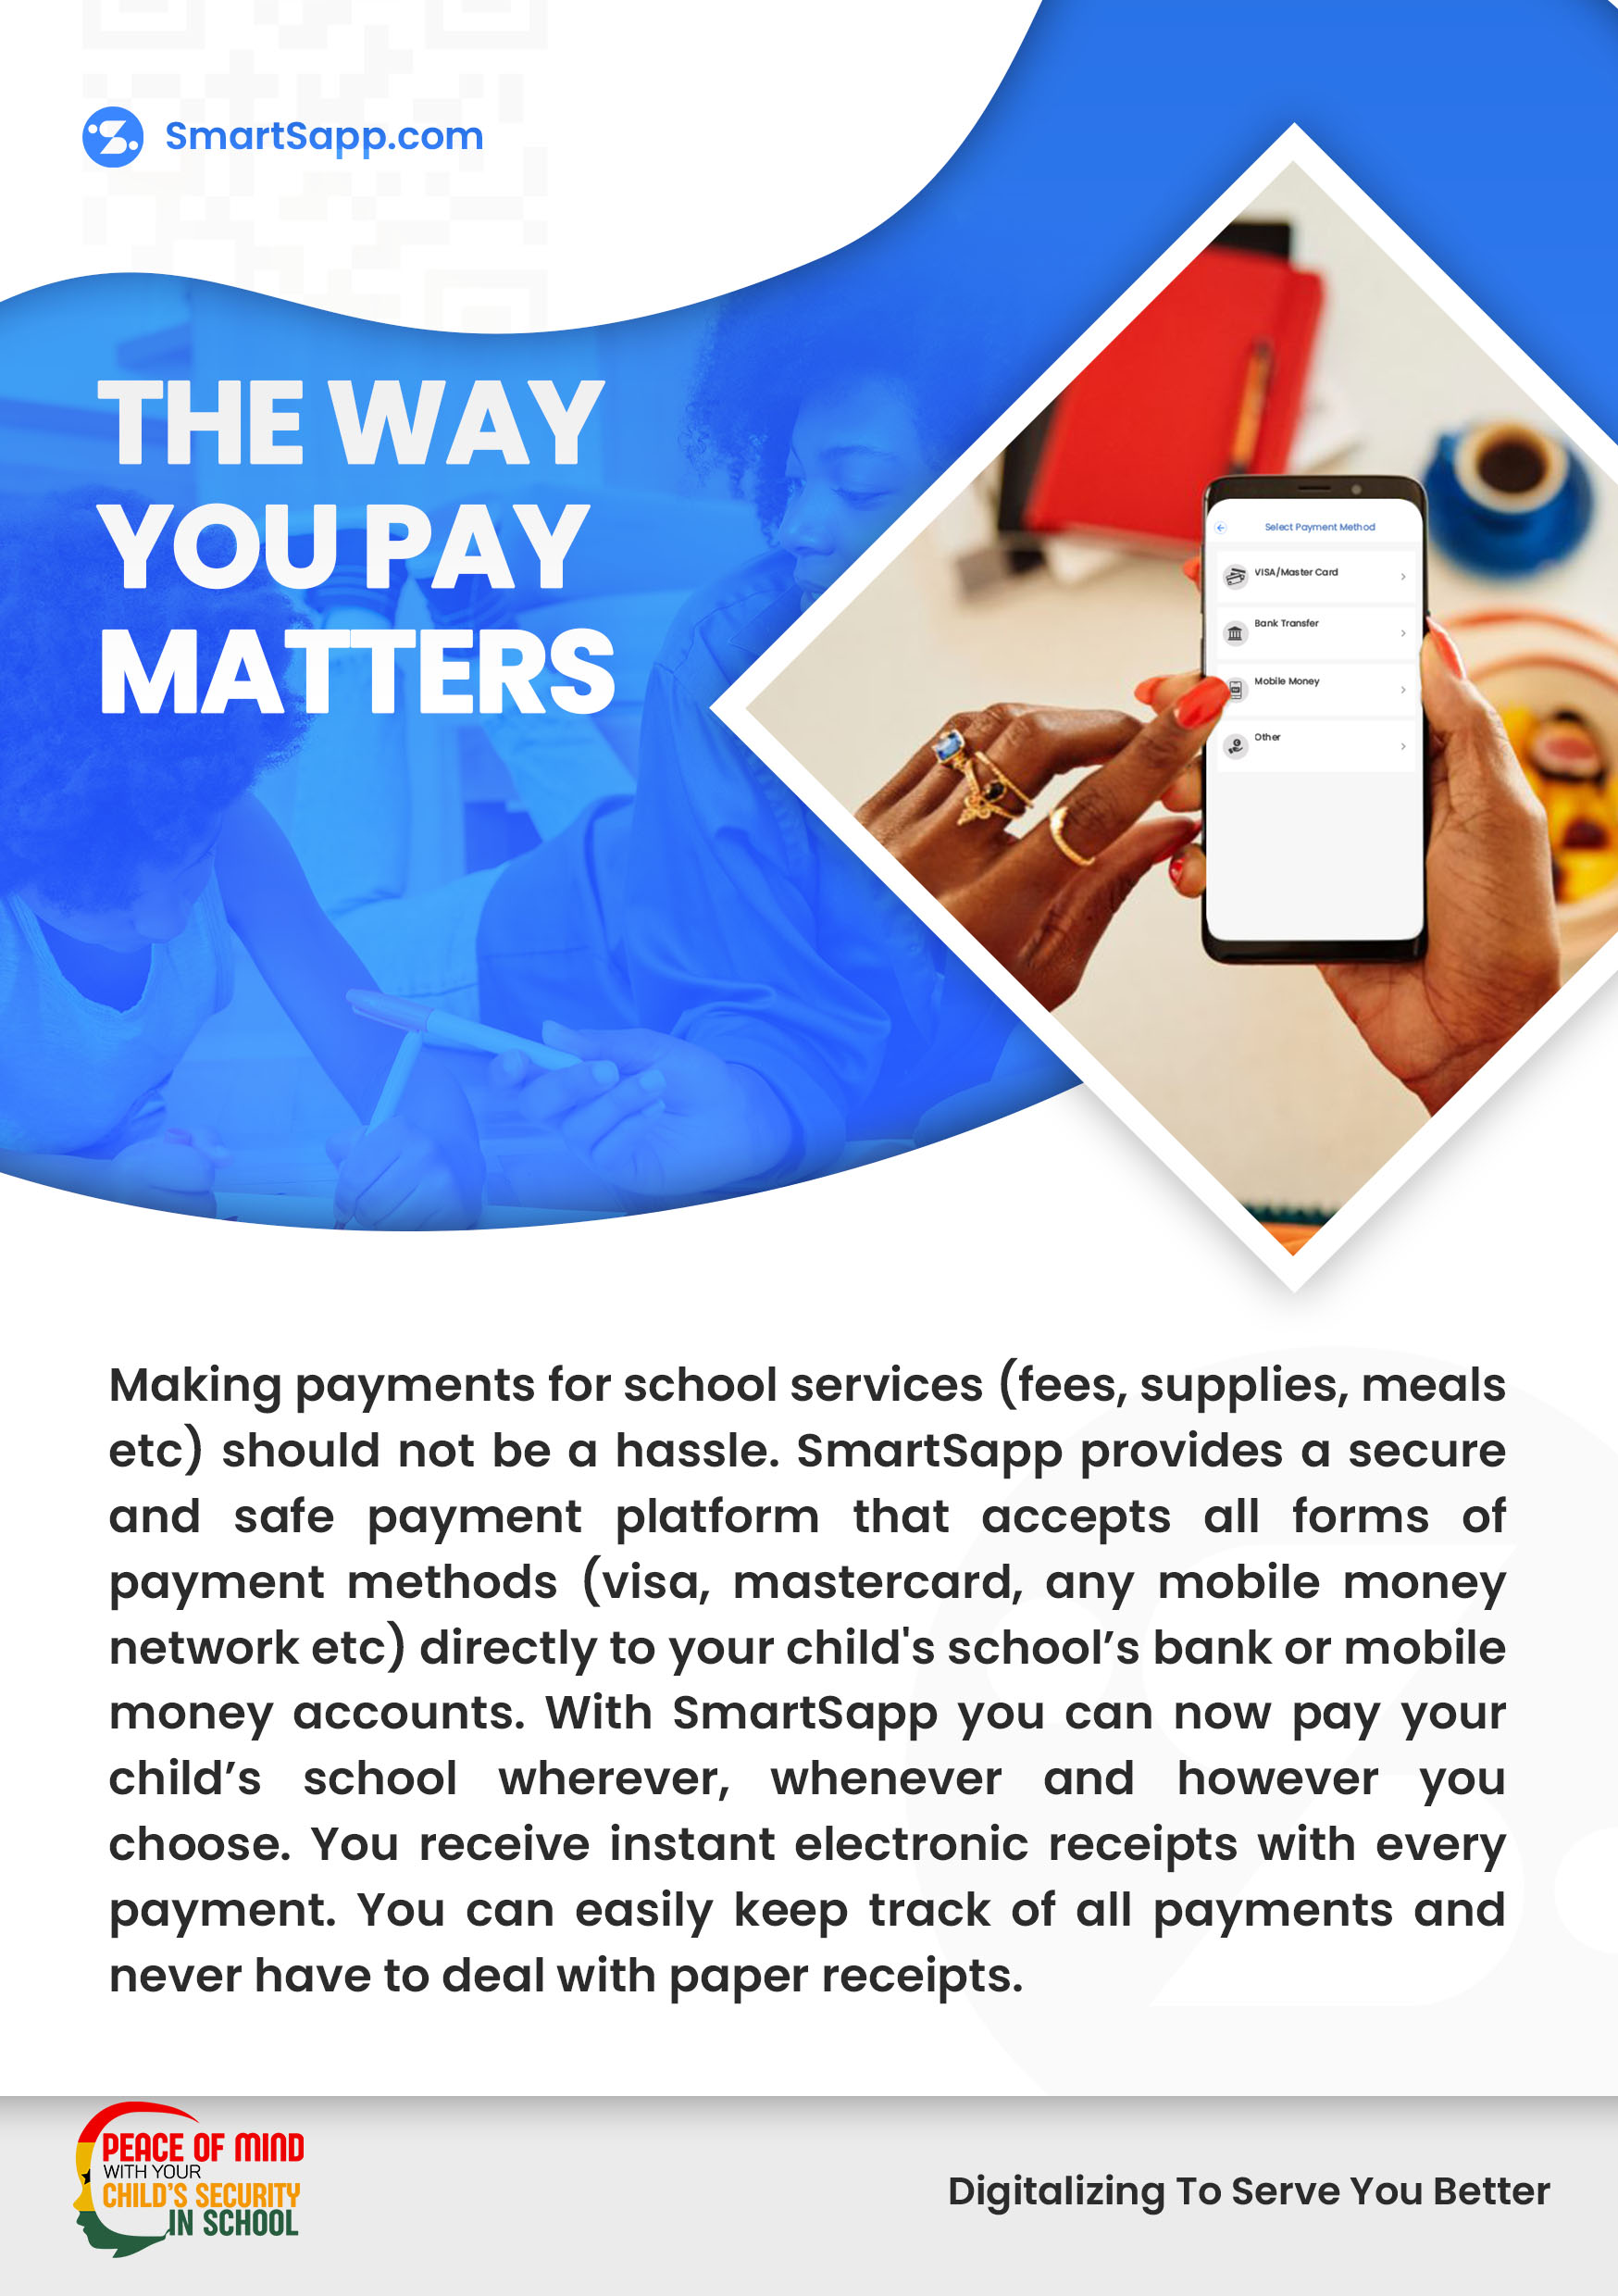 SmartSapp.com
THE WAY
YOU PAY
MATTERS
Select Payment Method
VISA/Master Card
Bank Transfer
Mobile Money
Other
Making payments for school services (fees, supplies, meals
etc) should not be a hassle. SmartSapp provides a secure
and safe payment platform that accepts all forms of
payment methods (visa, mastercard, any mobile money
network etc) directly to your child's school’s bank or mobile
money accounts. With SmartSapp you can now pay your
child’s school wherever, whenever and however you
choose. You receive instant electronic receipts with every
payment. You can easily keep track of all payments and
never have to deal with paper receipts.
PEACE OF MIND
WITH YOUR
CHILD'S SECURITY
IN SCHOOL
Digitalizing To Serve You Better